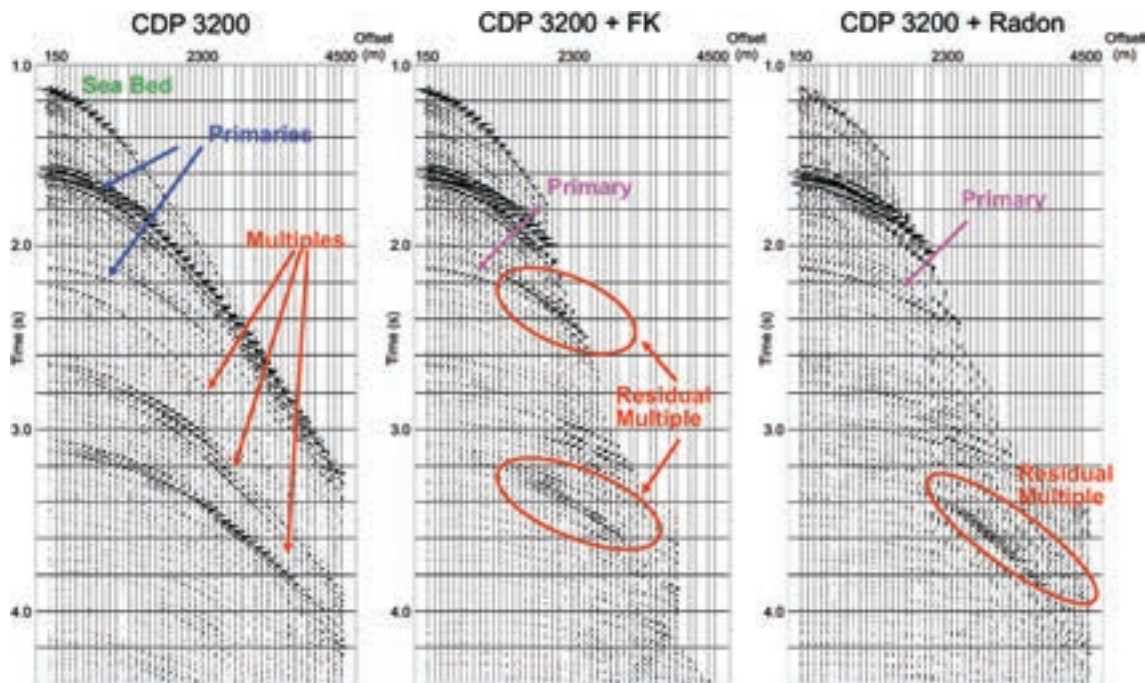 CDP 3200
Offset
(m)
150 2300 4500
1.0
Sea Bed
Primaries
2.0
Multiples
Time (s)
3.0
4.0
CDP 3200 + FK
Offset
(m)
150 2300 4500
1.0
Primary
2.0
Time (s)
Residual
Multiple
3.0
4.0
CDP 3200 + Radon
Offset
(m)
150 2300 4500
1.0
Primary
2.0
Time (s)
3.0
Residual
Multiple
4.0